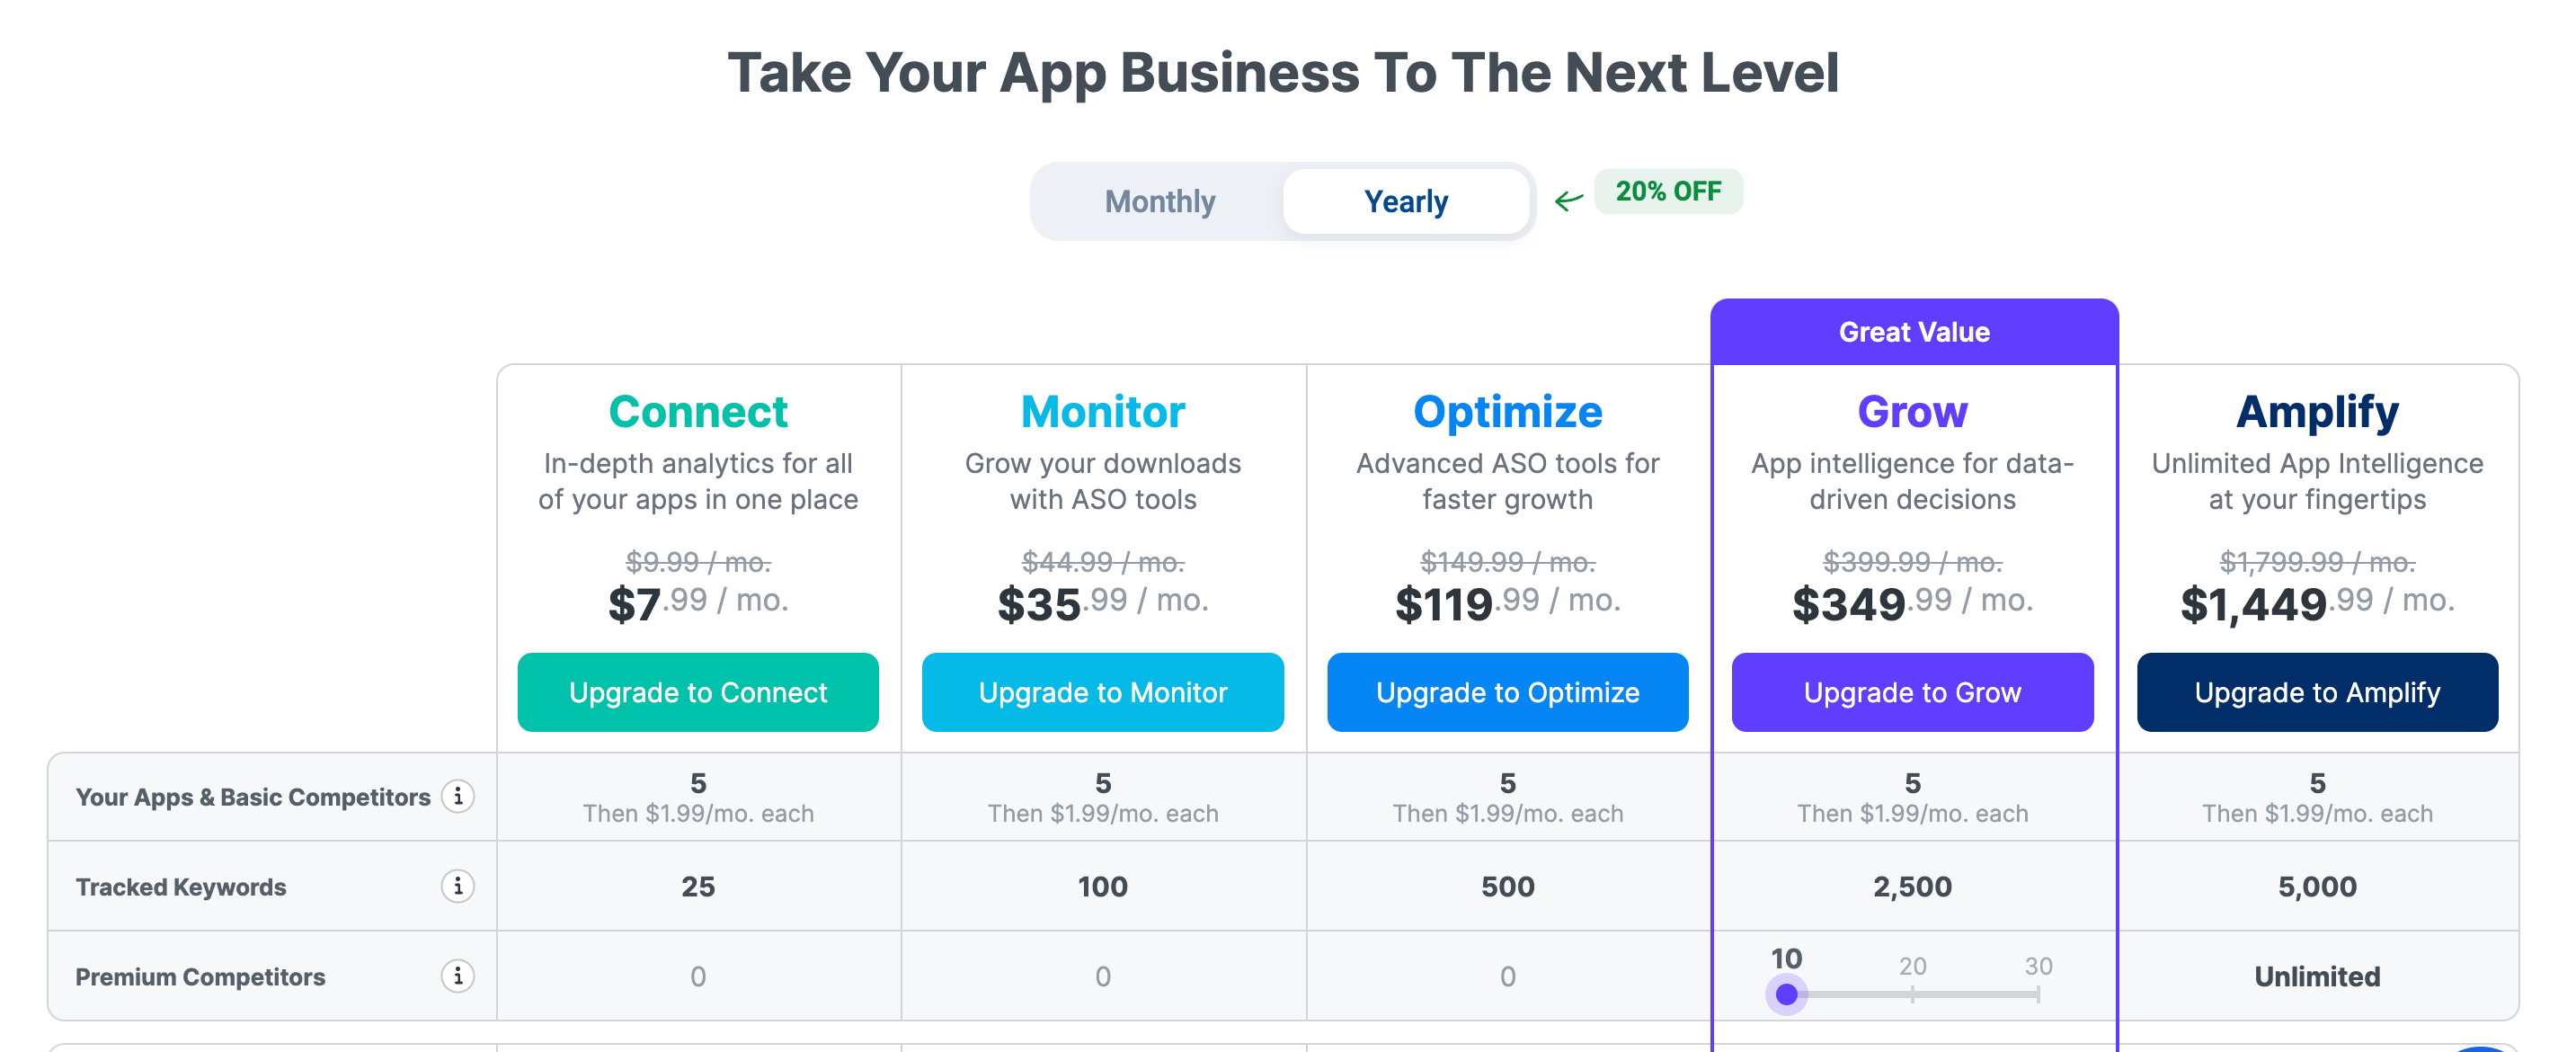 Take Your App Business To The Next Level
Monthly
Yearly
20% OFF
Great Value
Connect
In-depth analytics for all
of your apps in one place
$9.99 / mo.
$7.99 / mo.
Upgrade to Connect
Monitor
Grow your downloads
with ASO tools
$44.99 / mo.
$35.99 / mo.
Upgrade to Monitor
Optimize
Advanced ASO tools for
faster growth
$149.99 / mo.
$119.99 / mo.
Upgrade to Optimize
Grow
App intelligence for data-
driven decisions
$399.99 / mo.
$349.99 / mo.
Upgrade to Grow
Amplify
Unlimited App Intelligence
at your fingertips
$1,799.99 / mo.
$1,449.99 / mo.
Upgrade to Amplify
Your Apps & Basic Competitors i
5
Then $1.99/mo. each
5
Then $1.99/mo. each
5
Then $1.99/mo. each
5
Then $1.99/mo. each
5
Then $1.99/mo. each
Tracked Keywords i
25
100
500
2,500
5,000
Premium Competitors i
0
0
0
10 20 30
Unlimited